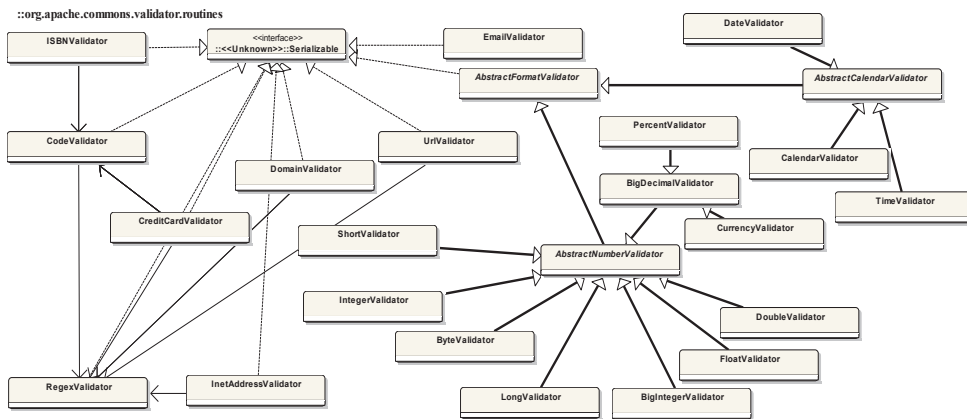 ::org.apache.commons.validator.routines
ISBNValidator
<<interface>>
::<<Unknown>>::Serializable
EmailValidator
DateValidator
AbstractFormatValidator
AbstractCalendarValidator
CodeValidator
UrlValidator
PercentValidator
DomainValidator
CalendarValidator
BigDecimalValidator
TimeValidator
CreditCardValidator
ShortValidator
CurrencyValidator
AbstractNumberValidator
IntegerValidator
DoubleValidator
ByteValidator
FloatValidator
RegexValidator
InetAddressValidator
LongValidator
BigIntegerValidator